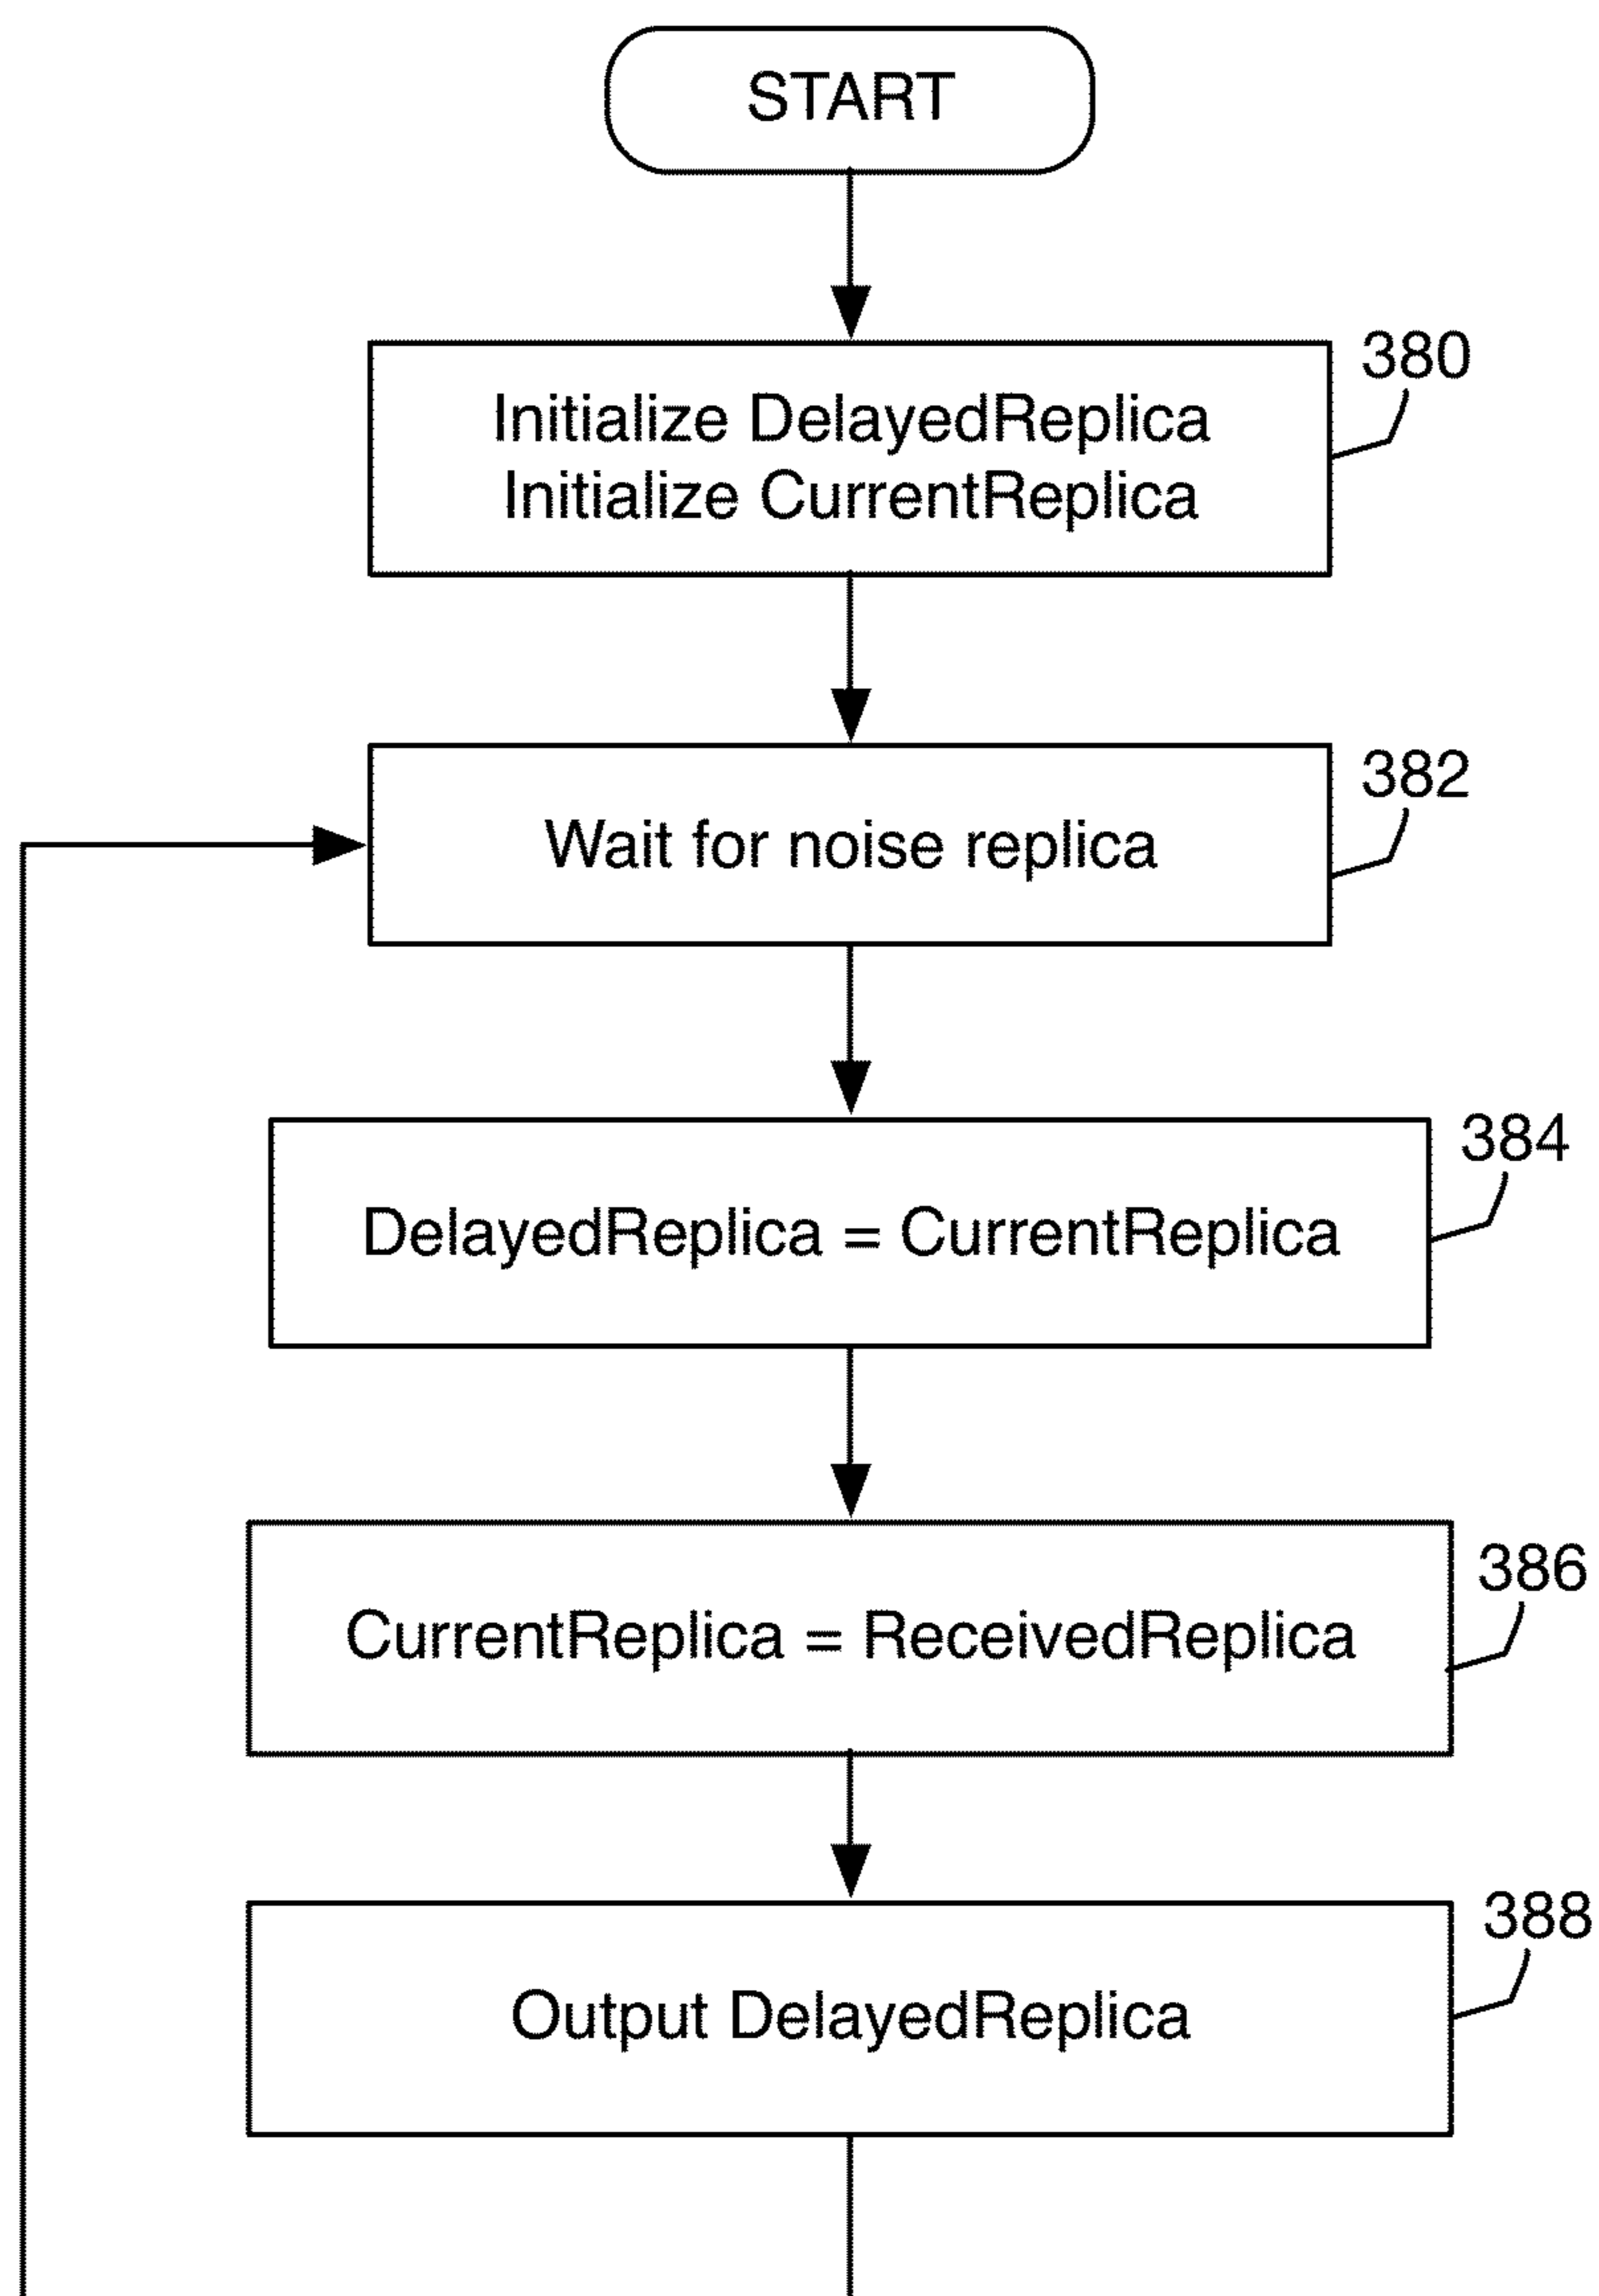 START
380
Initialize DelayedReplica
Initialize CurrentReplica
382
Wait for noise replica
384
DelayedReplica = CurrentReplica
386
CurrentReplica = ReceivedReplica
388
Output DelayedReplica